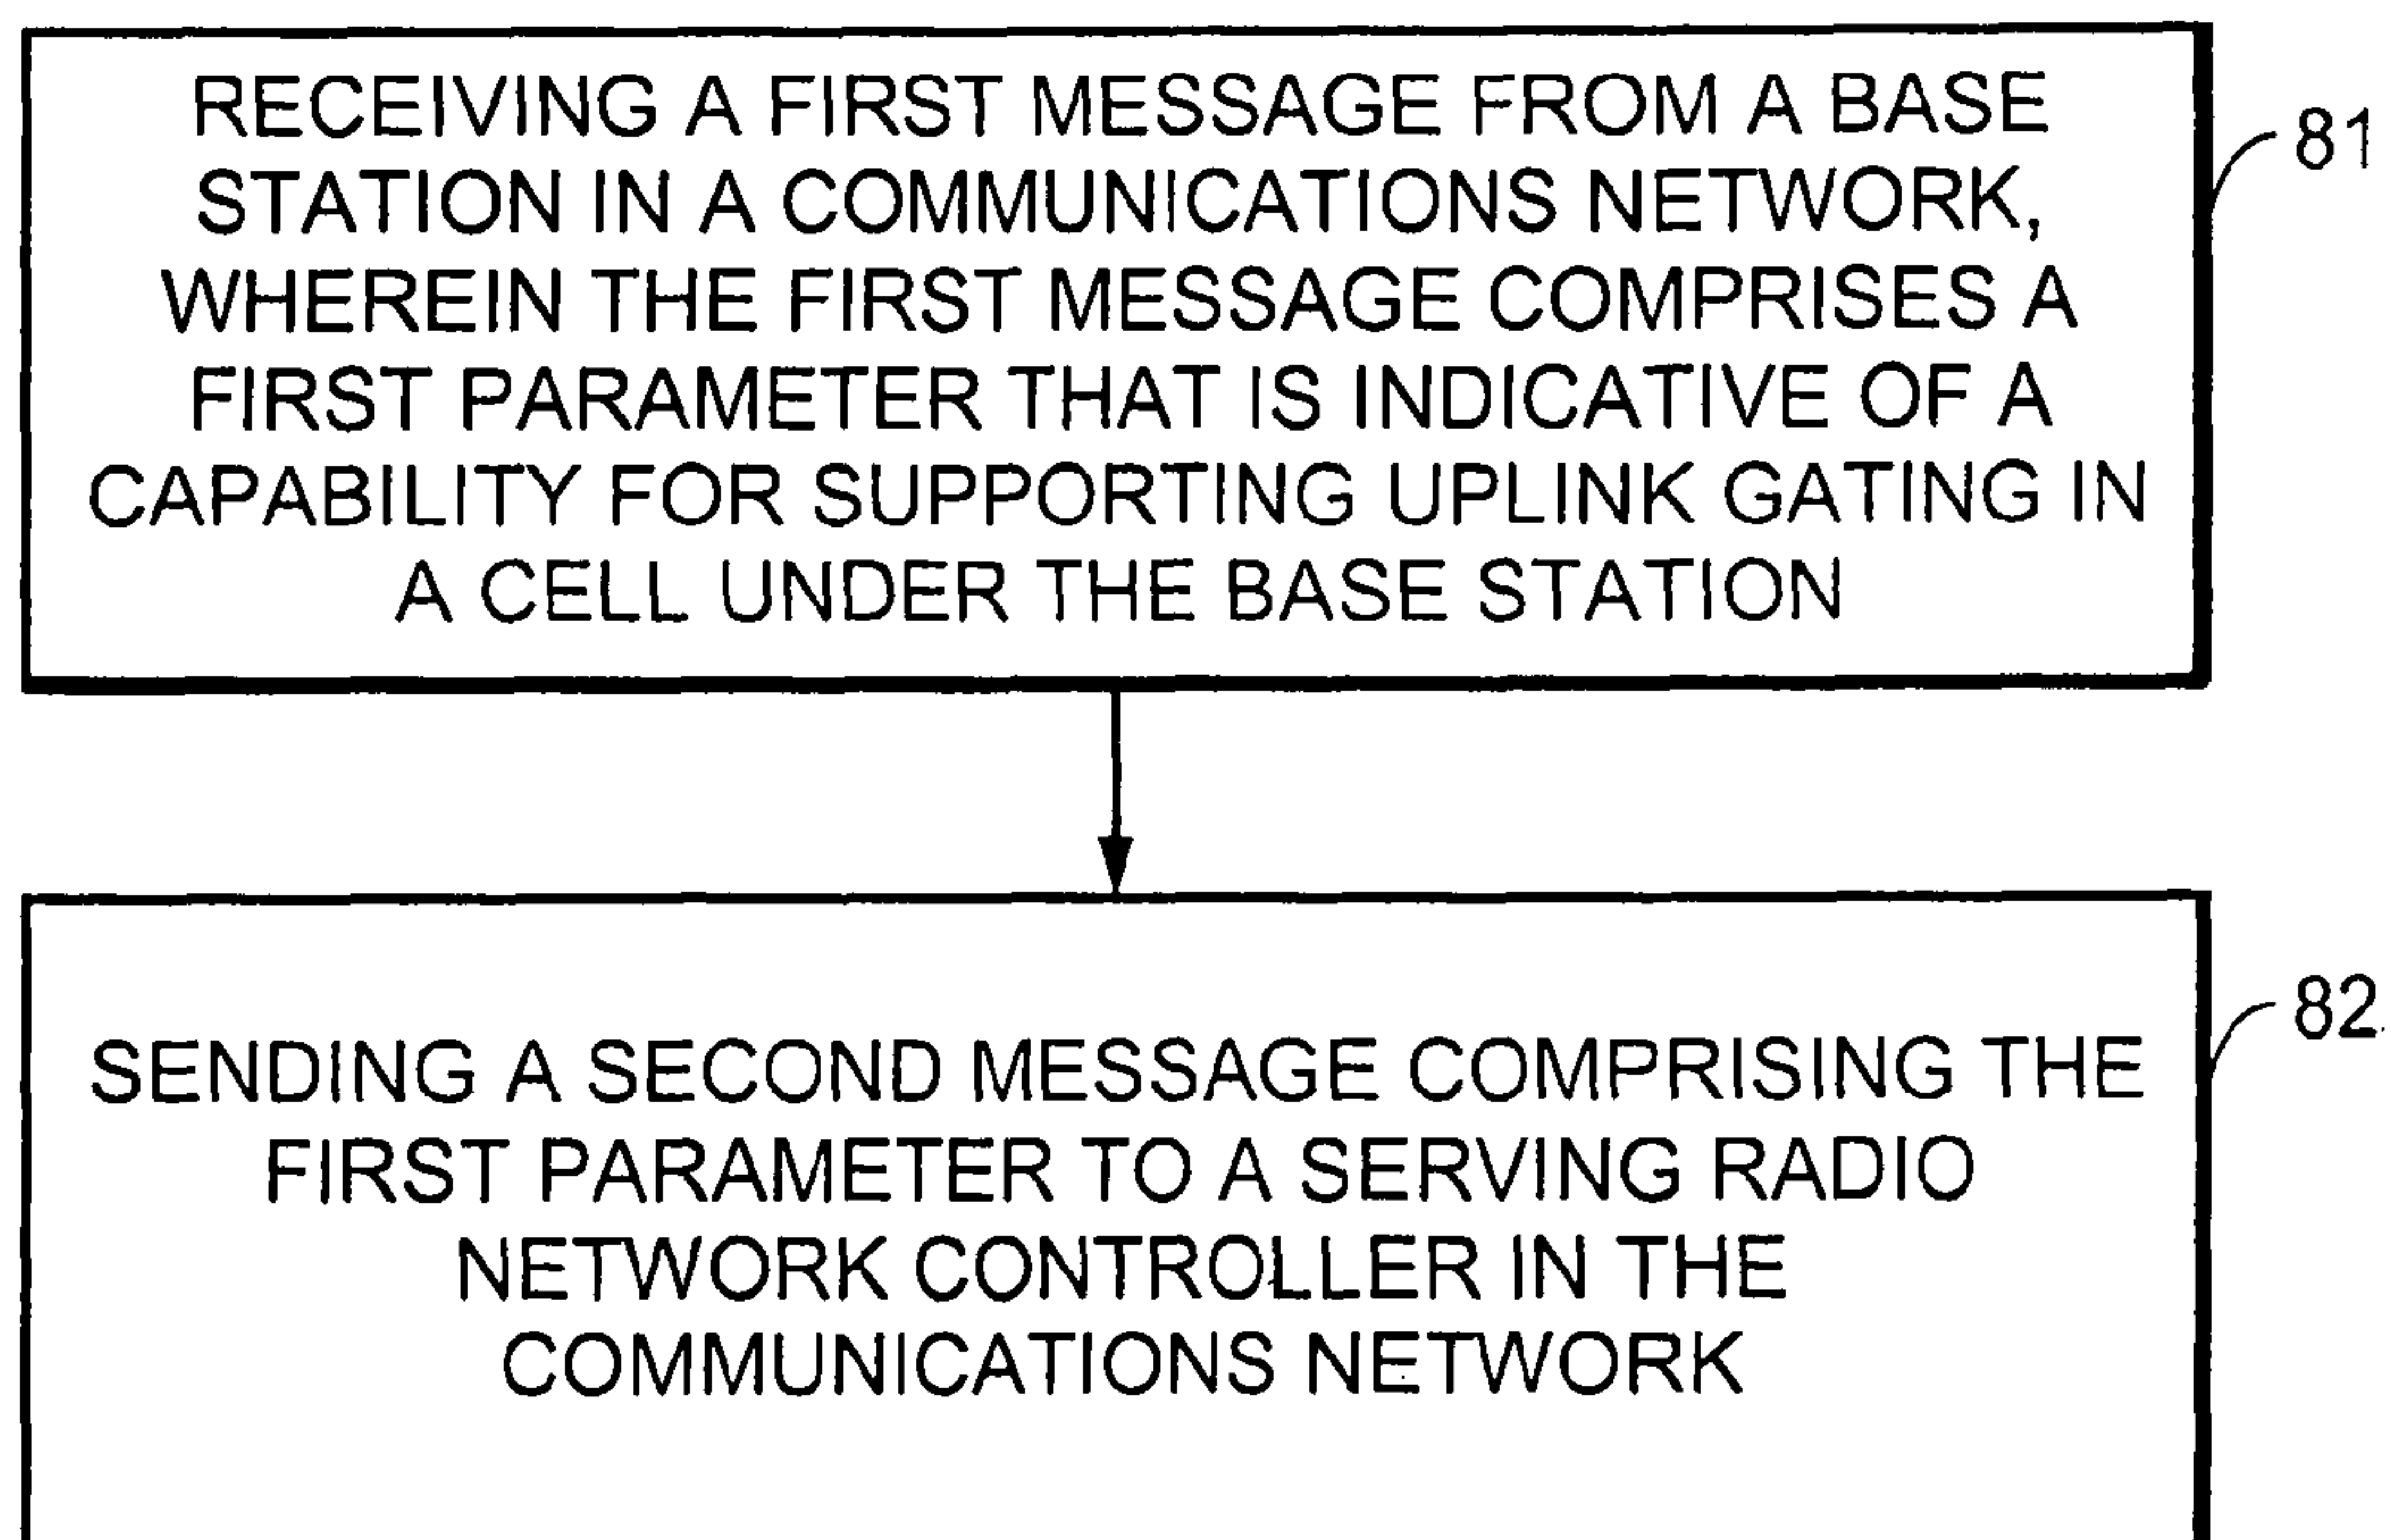 RECEIVING A FIRST MESSAGE FROM A BASE
STATION IN A COMMUNICATIONS NETWORK,
WHEREIN THE FIRST MESSAGE COMPRISES A
FIRST PARAMETER THAT IS INDICATIVE OF A
CAPABILITY FOR SUPPORTING UPLINK GATING IN
A CELL UNDER THE BASE STATION
81
SENDING A SECOND MESSAGE COMPRISING THE
FIRST PARAMETER TO A SERVING RADIO
NETWORK CONTROLLER IN THE
COMMUNICATIONS NETWORK
82